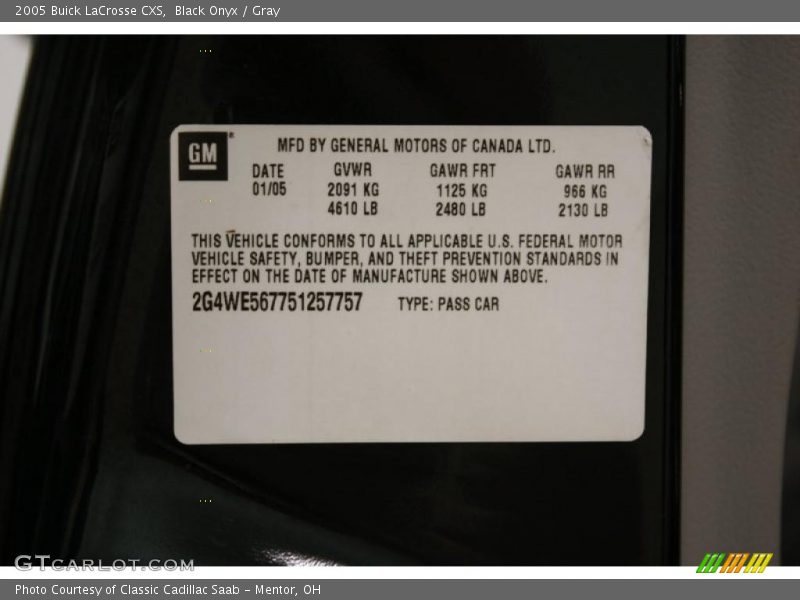 2005 Buick LaCrosse CXS, Black Onyx / Gray
GM
MFD BY GENERAL MOTORS OF CANADA LTD.
DATE GVWR GAWR FRT GAWR RR
01/05 2091 KG 1125 KG 966 KG
4610 LB 2480 LB 2130 LB
THIS VEHICLE CONFORMS TO ALL APPLICABLE U.S. FEDERAL MOTOR
VEHICLE SAFETY, BUMPER, AND THEFT PREVENTION STANDARDS IN
EFFECT ON THE DATE OF MANUFACTURE SHOWN ABOVE.
2G4WE567751257757 TYPE: PASS CAR
GTCARLOT.COM
Photo Courtesy of Classic Cadillac Saab - Mentor, OH